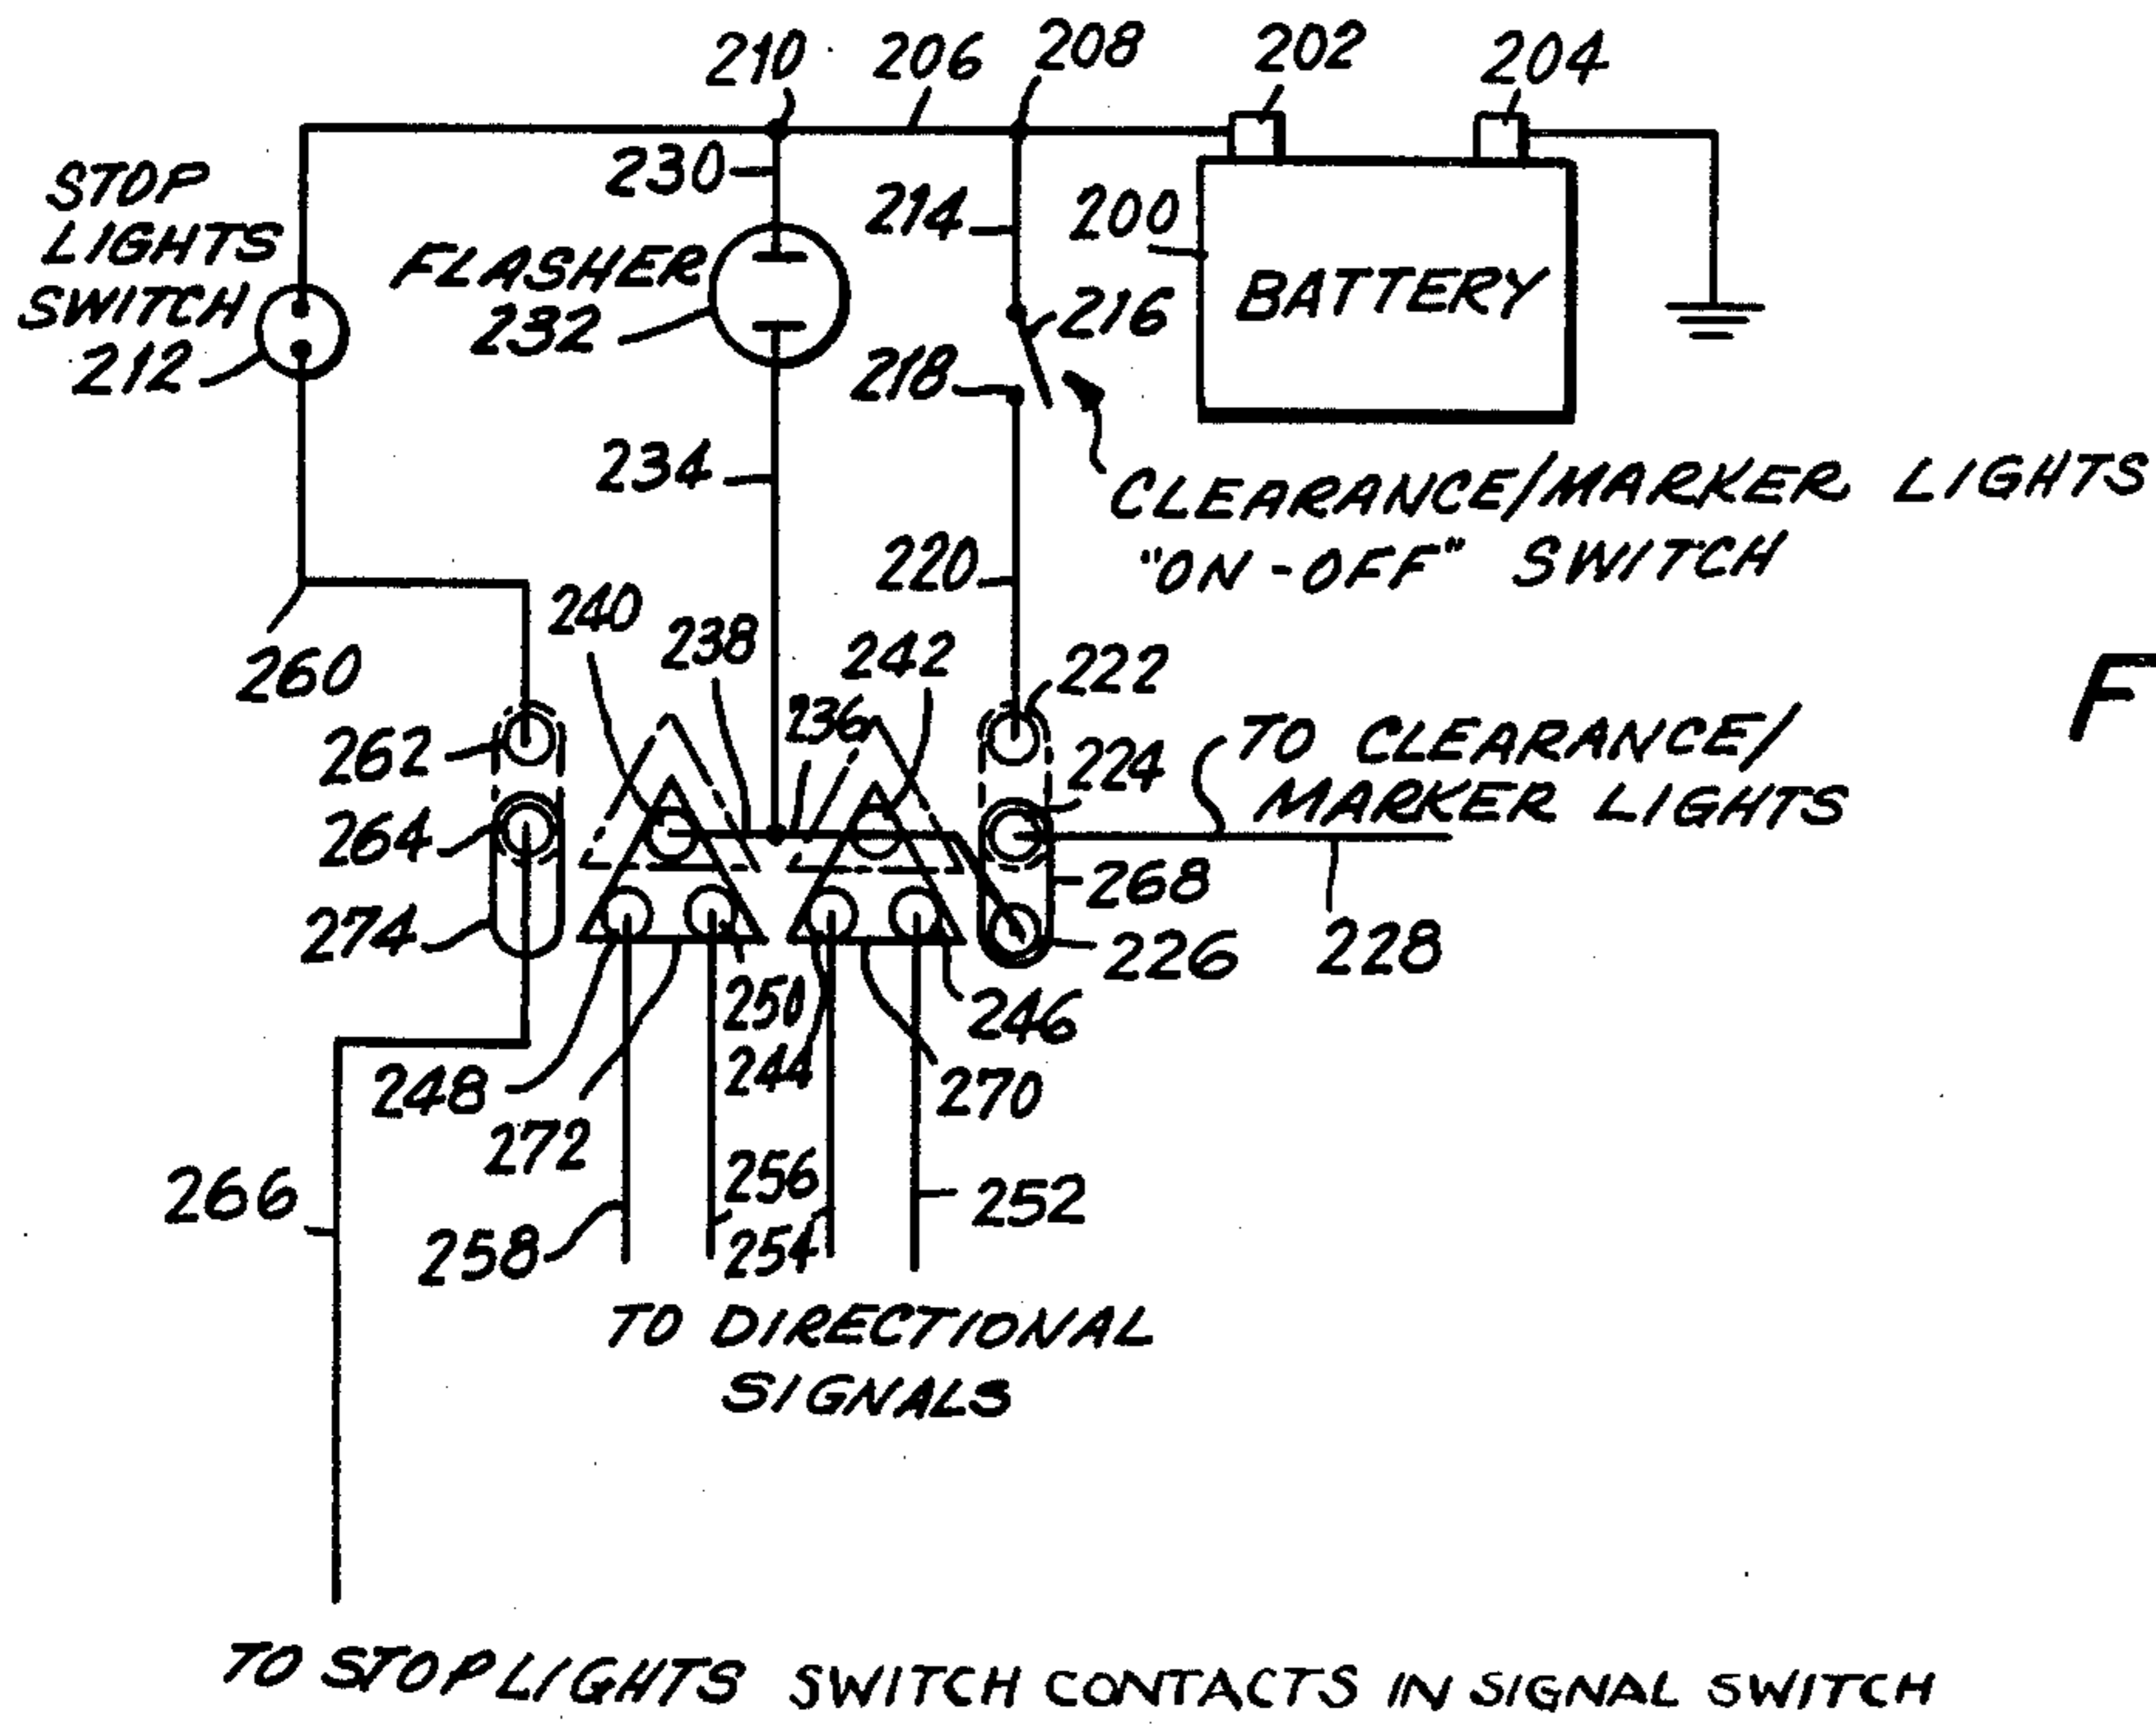 210 206 208 202 204
230
STOP
LIGHTS
SWITCH
212
FLASHER
232
214
200
BATTERY
216
218
234
CLEARANCE/MARKER LIGHTS
"ON-OFF" SWITCH
220
240
238
242
260
222
236
262
224
TO CLEARANCE/
MARKER LIGHTS
F
264
268
274
226
228
250
246
248
244
270
272
266
256
252
258
254
TO DIRECTIONAL
SIGNALS
TO STOPLIGHTS SWITCH CONTACTS IN SIGNAL SWITCH